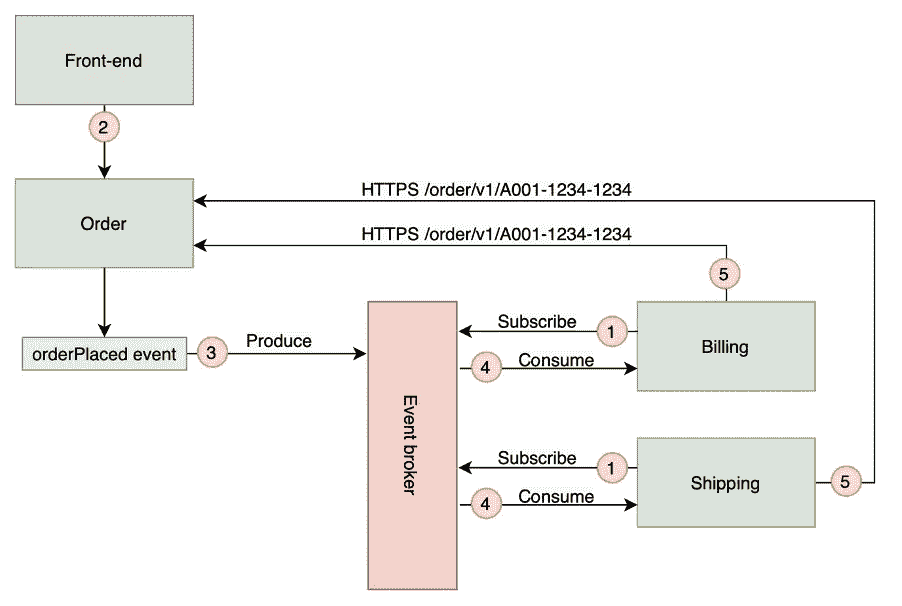 Front-end
2
Order
HTTPS /order/v1/A001-1234-1234
HTTPS /order/v1/A001-1234-1234
5
orderPlaced event
3
Produce
Event broker
Subscribe
1
4
Consume
Billing
Subscribe
1
4
Consume
Shipping
5